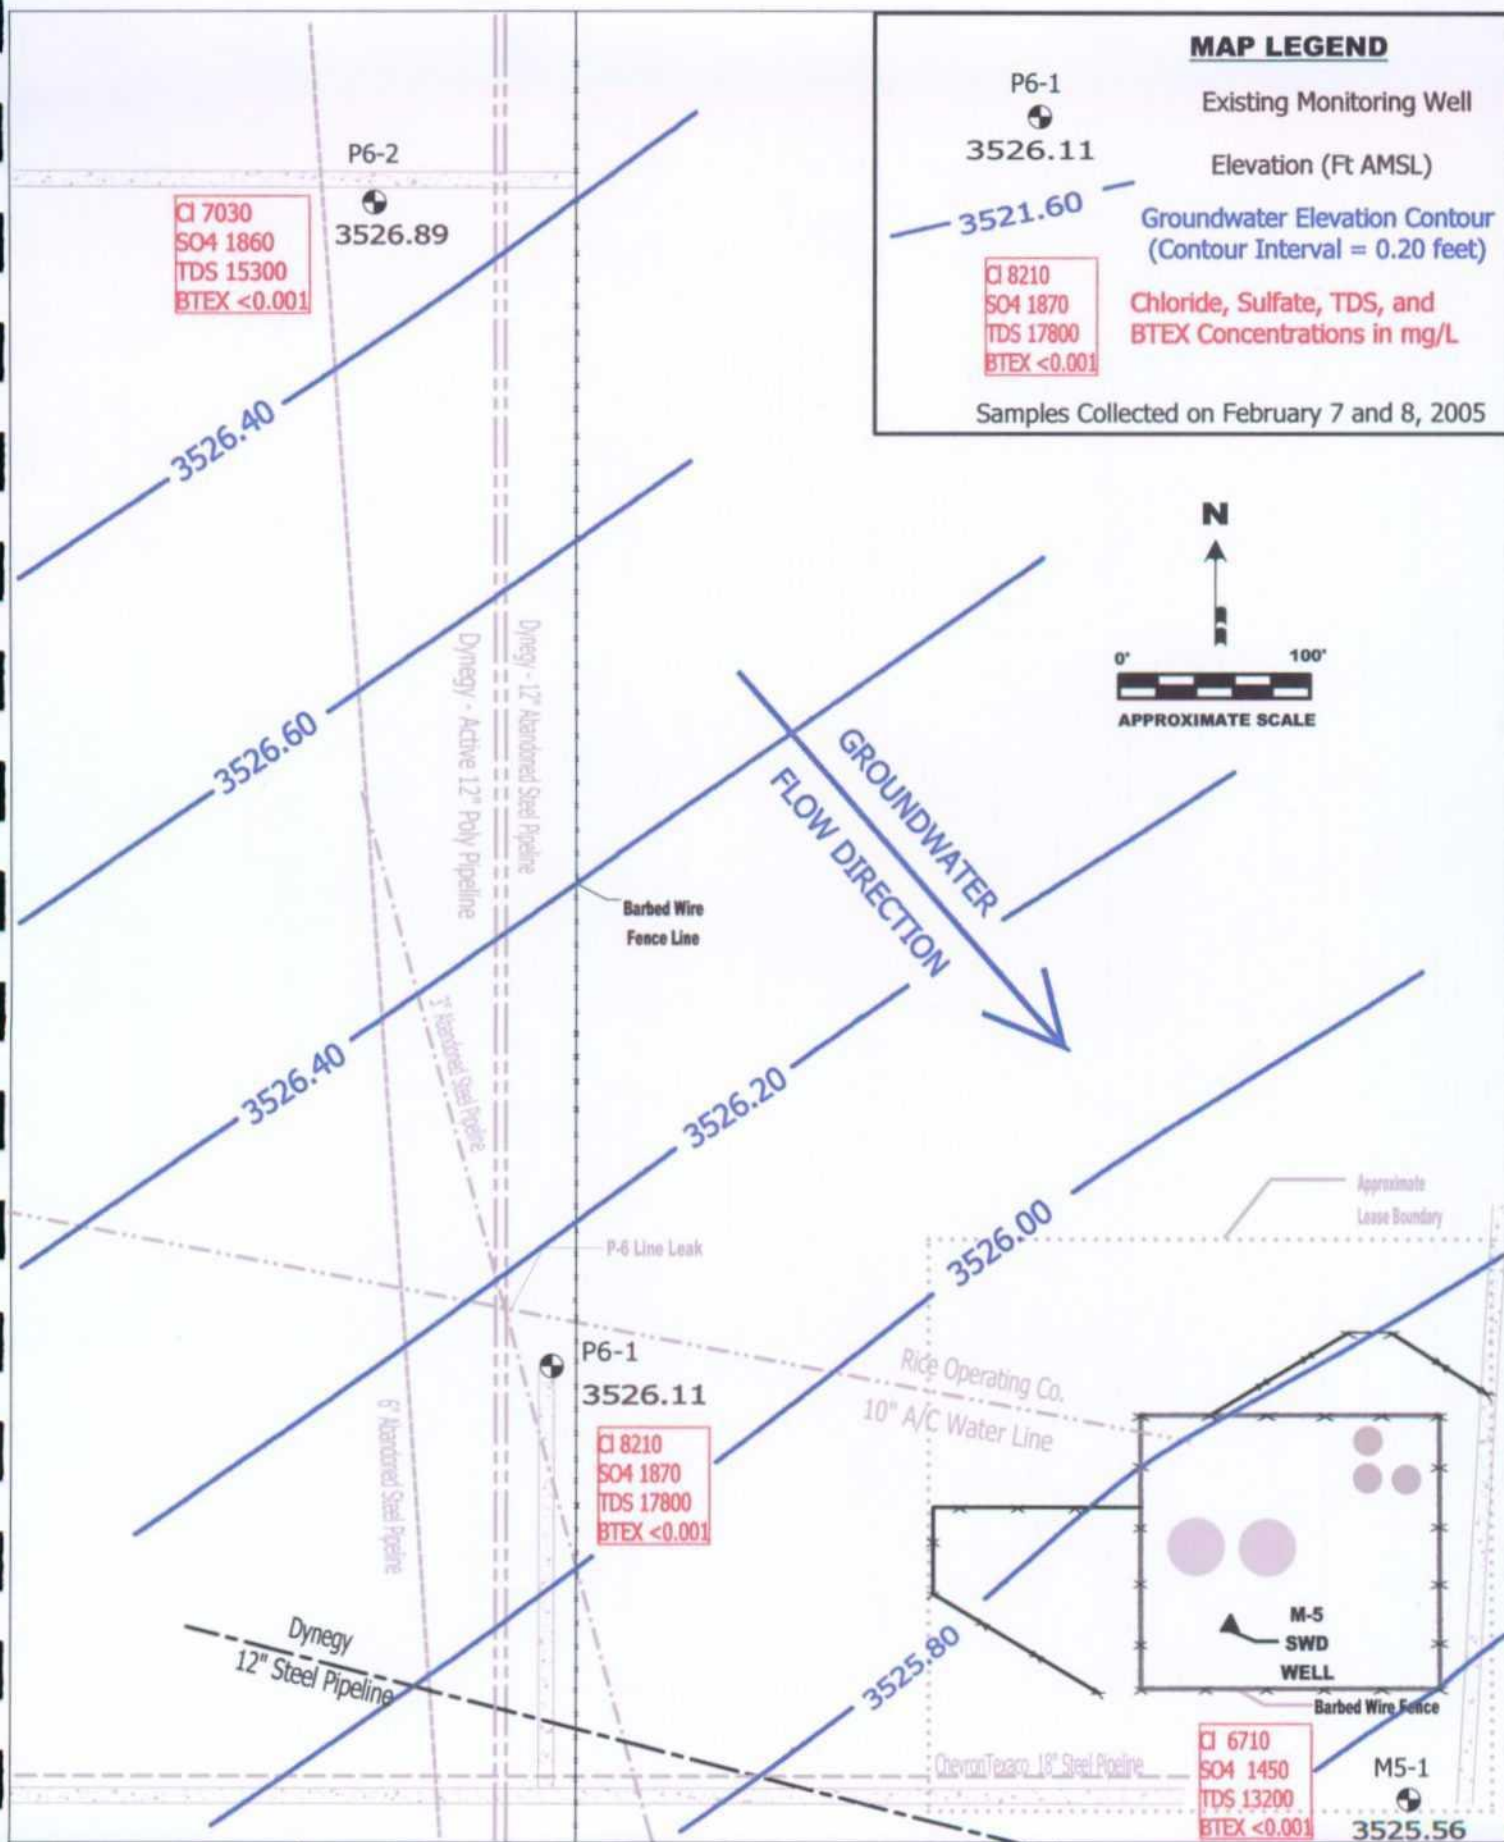 MAP LEGEND
P6-1
Existing Monitoring Well
3526.11
Elevation (Ft AMSL)
3521.60
Groundwater Elevation Contour
(Contour Interval = 0.20 feet)
Cl 8210
SO4 1870
TDS 17800
BTEX <0.001
Chloride, Sulfate, TDS, and
BTEX Concentrations in mg/L
Samples Collected on February 7 and 8, 2005
P6-2
3526.89
Cl 7030
SO4 1860
TDS 15300
BTEX <0.001
3526.40
N
0'
100'
APPROXIMATE SCALE
3526.60
Dynegy - Active 12" Poly Pipeline
Dynegy - 12" Abandoned Steel Pipeline
GROUNDWATER
FLOW DIRECTION
Barbed Wire
Fence Line
3526.40
Abandoned Steel Pipeline
3526.20
3526.00
Approximate
Lease Boundary
P-6 Line Leak
P6-1
3526.11
Cl 8210
SO4 1870
TDS 17800
BTEX <0.001
Rice Operating Co.
10" A/C Water Line
6" Abandoned Steel Pipeline
Dynegy
12" Steel Pipeline
3525.80
M-5
SWD
WELL
Barbed Wire Fence
ChevronTexaco 18" Steel Pipeline
Cl 6710
SO4 1450
TDS 13200
BTEX <0.001
M5-1
3525.56